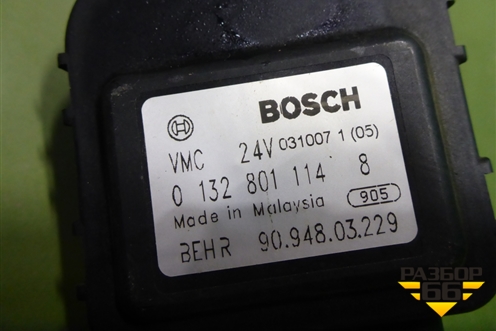 BOSCH
VMC 24V 031007 1 (05)
0 132 801 114 8
Made in Malaysia 905
BEHR 90.948.03.229
РАЗБОР
66